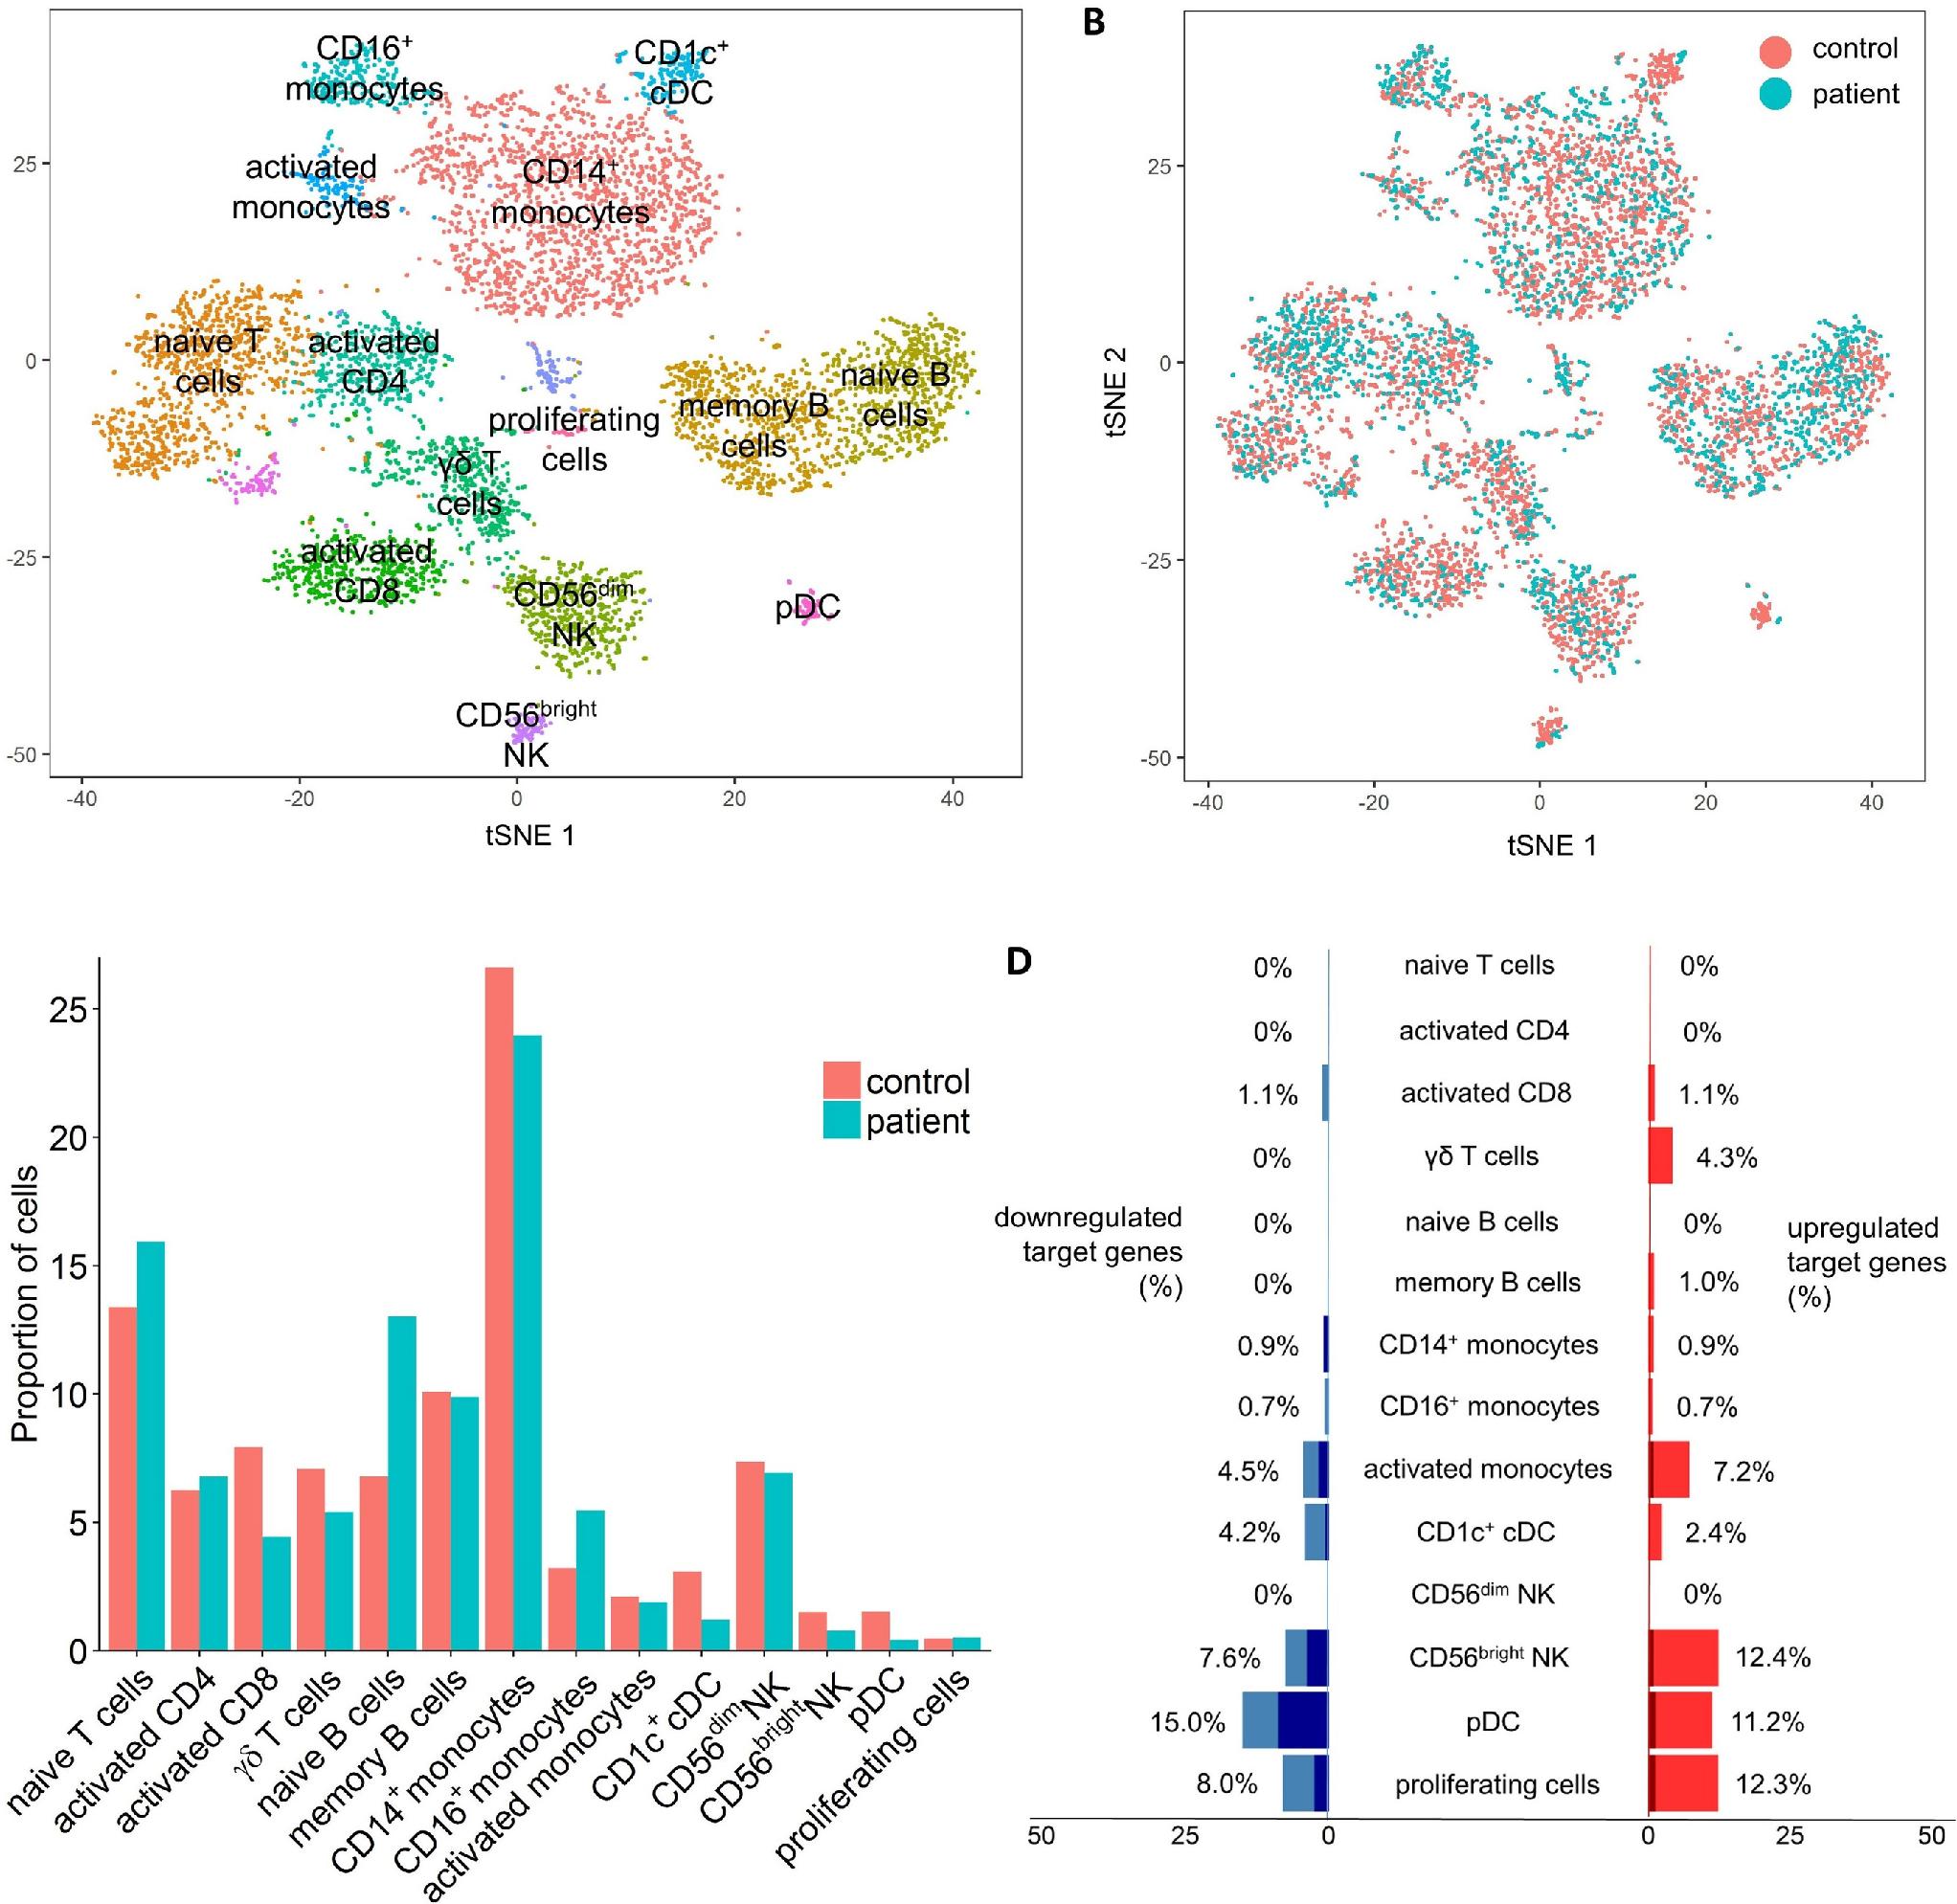 CD16+
monocytes
CD1c+
cDC
activated
monocytes
CD14+
monocytes
naïve T
cells
activated
CD4
proliferating
cells
memory B
cells
naive B
cells
γδ T
cells
activated
CD8
CD56dim
NK
pDC
CD56bright
NK
25
0
-25
-50
-40
-20
0
20
40
tSNE 1
B
control
patient
tSNE 2
25
0
-25
-50
-40
-20
0
20
40
tSNE 1
Proportion of cells
25
20
15
10
5
0
control
patient
naive T cells
activated CD4
activated CD8
γδ T cells
naive B cells
memory B cells
CD14+ monocytes
CD16+ monocytes
activated monocytes
CD1c+ cDC
CD56dim NK
CD56bright NK
pDC
proliferating cells
D
0% naive T cells 0%
0% activated CD4 0%
1.1% activated CD8 1.1%
0% γδ T cells 4.3%
downregulated
target genes
(%)
0% naive B cells 0%
upregulated
target genes
(%)
0% memory B cells 1.0%
0.9% CD14+ monocytes 0.9%
0.7% CD16+ monocytes 0.7%
4.5% activated monocytes 7.2%
4.2% CD1c+ cDC 2.4%
0% CD56dim NK 0%
7.6% CD56bright NK 12.4%
15.0% pDC 11.2%
8.0% proliferating cells 12.3%
50 25 0 0 25 50